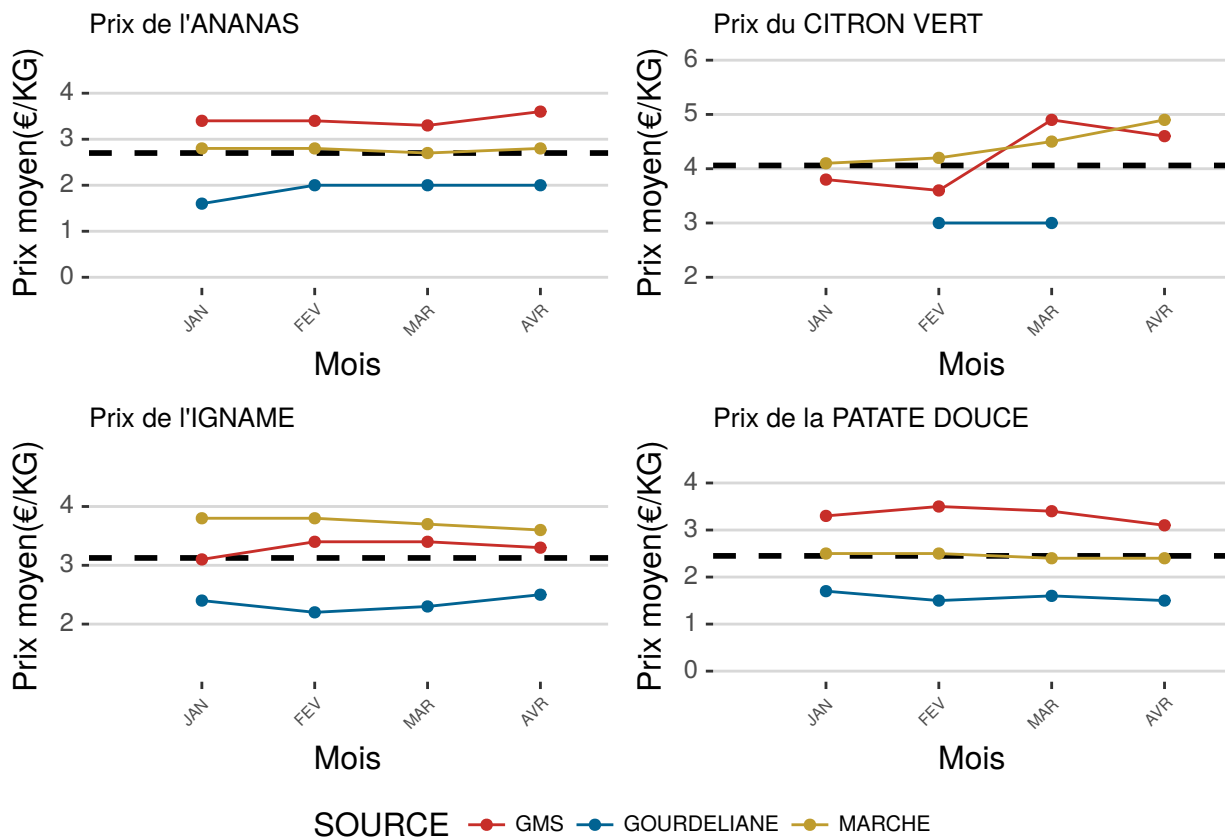 Prix de l'ANANAS
Prix moyen(€/KG)
4
3
2
1
0
JAN
FEV
MAR
AVR
Mois
Prix du CITRON VERT
Prix moyen(€/KG)
6
5
4
3
2
JAN
FEV
MAR
AVR
Mois
Prix de l'IGNAME
Prix moyen(€/KG)
4
3
2
JAN
FEV
MAR
AVR
Mois
Prix de la PATATE DOUCE
Prix moyen(€/KG)
4
3
2
1
0
JAN
FEV
MAR
AVR
Mois
SOURCE GMS GOURDELIANE MARCHE